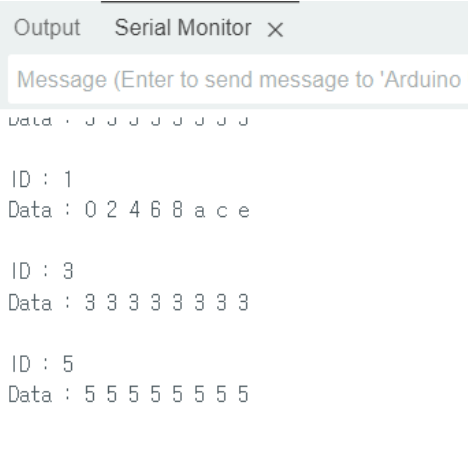 Output Serial Monitor ×
Message (Enter to send message to 'Arduino
ID : 1
Data : 0 2 4 6 8 a c e
ID : 3
Data : 3 3 3 3 3 3 3 3
ID : 5
Data : 5 5 5 5 5 5 5 5